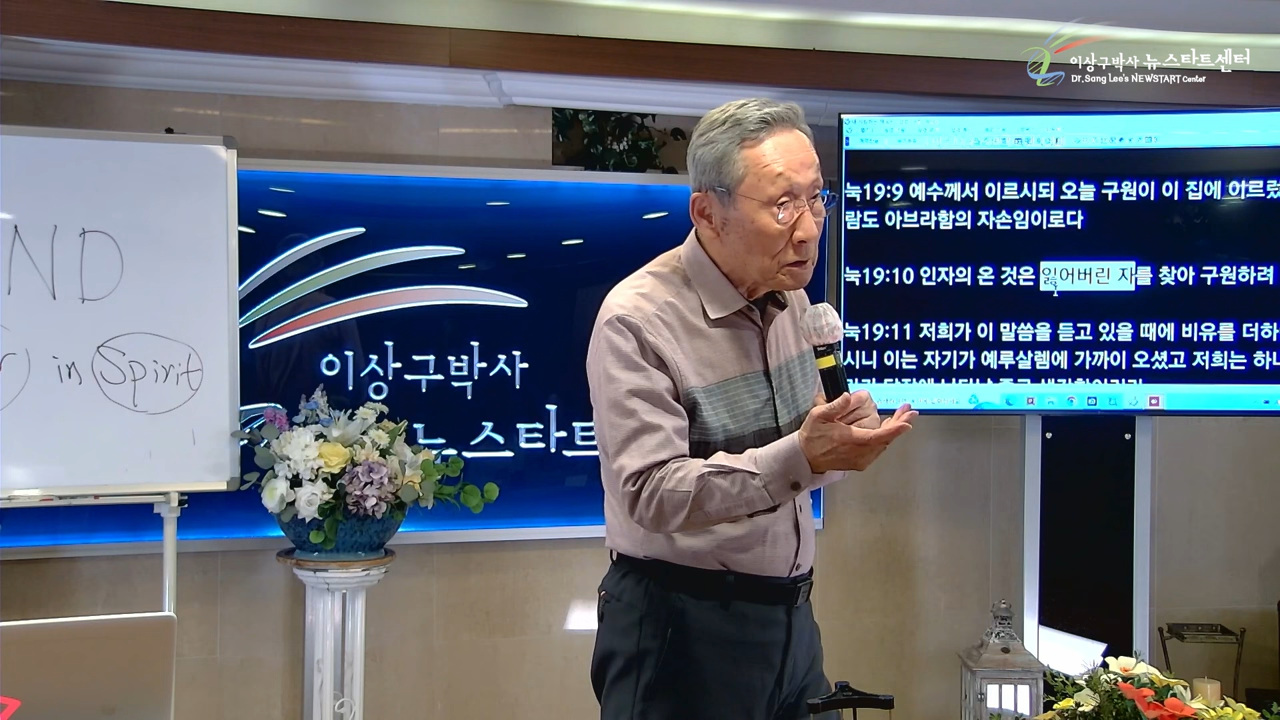 이상구박사 뉴스타트센터
Dr. Sang Lee's NEWSTART Center
ND
in Spirit
이상구박사
뉴스타트
눅19:9 예수께서 이르시되 오늘 구원이 이 집에
람도 아브라함의 자손임이로다
눅19:10 인자의 온 것은 잃어버린 자를 찾아 구원하려
눅19:11 저희가 이 말씀을 듣고 있을 때에 비유를 더하
시니 이는 자기가 예루살렘에 가까이 오셨고 저희는 하나